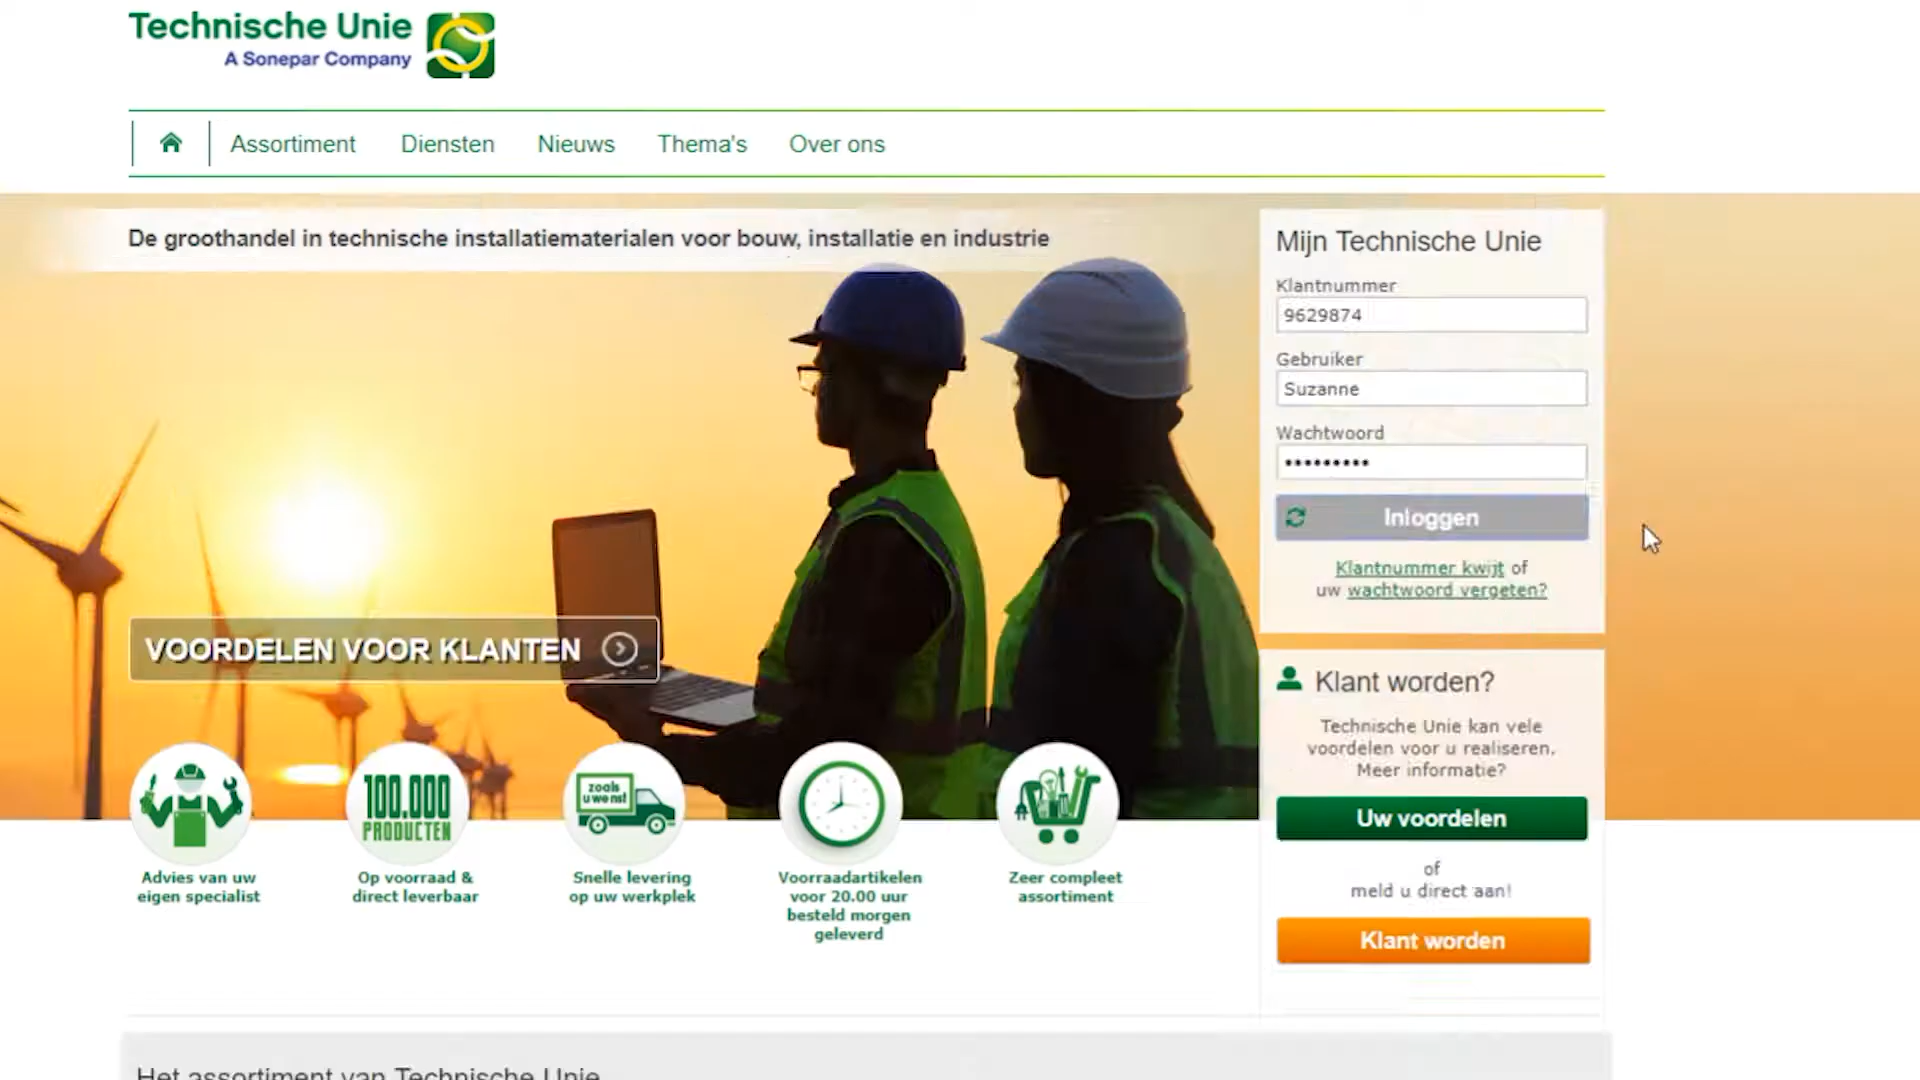 Technische Unie
A Sonepar Company
Assortiment
Diensten
Nieuws
Thema's
Over ons
De groothandel in technische installatiematerialen voor bouw, installatie en industrie
VOORDELEN VOOR KLANTEN
100.000
PRODUCTEN
zoals
u wenst
Advies van uw
eigen specialist
Op voorraad &
direct leverbaar
Snelle levering
op uw werkplek
Voorraadartikelen
voor 20.00 uur
besteld morgen
geleverd
Zeer compleet
assortiment
Mijn Technische Unie
Klantnummer
9629874
Gebruiker
Suzanne
Wachtwoord
•••••••••
Inloggen
Klantnummer kwijt of
uw wachtwoord vergeten?
Klant worden?
Technische Unie kan vele
voordelen voor u realiseren.
Meer informatie?
Uw voordelen
of
meld u direct aan!
Klant worden
Het assortiment van Technische Unie